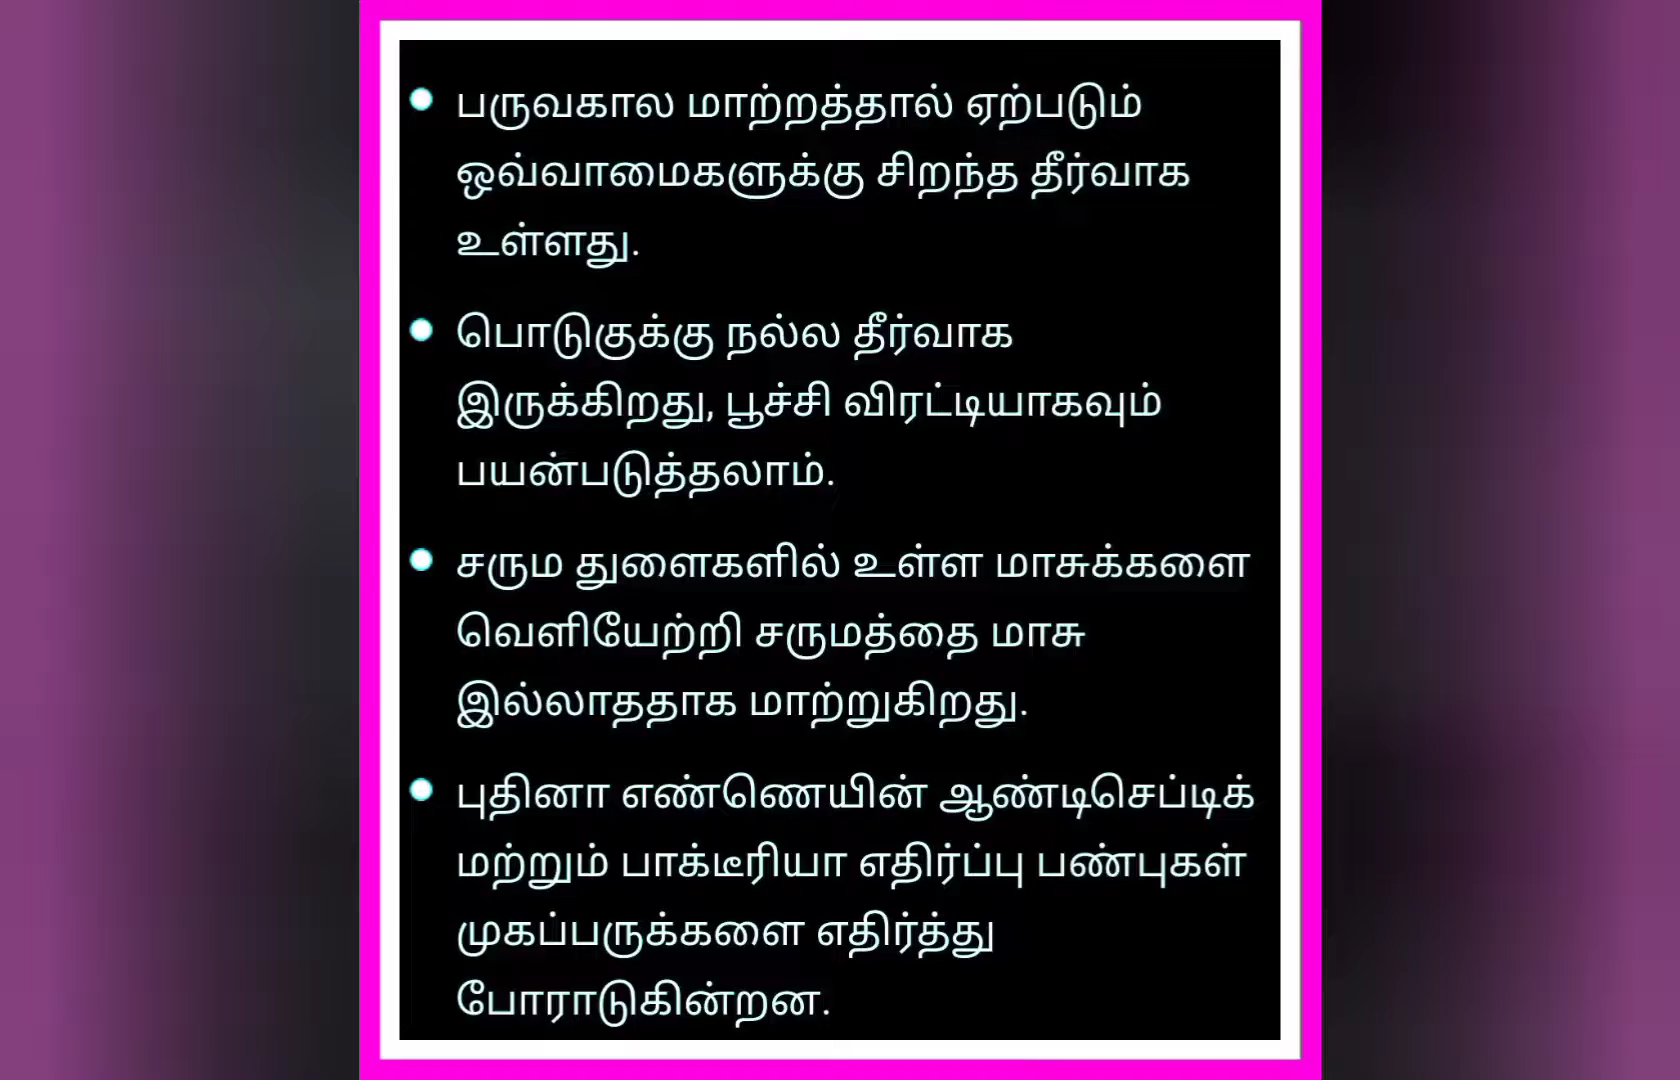 பருவகால மாற்றத்தால் ஏற்படும்
ஒவ்வாமைகளுக்கு சிறந்த தீர்வாக
உள்ளது.
பொடுகுக்கு நல்ல தீர்வாக
இருக்கிறது, பூச்சி விரட்டியாகவும்
பயன்படுத்தலாம்.
சரும துளைகளில் உள்ள மாசுக்களை
வெளியேற்றி சருமத்தை மாசு
இல்லாததாக மாற்றுகிறது.
புதினா எண்ணெயின் ஆண்டிசெப்டிக்
மற்றும் பாக்டீரியா எதிர்ப்பு பண்புகள்
முகப்பருக்களை எதிர்த்து
போராடுகின்றன.